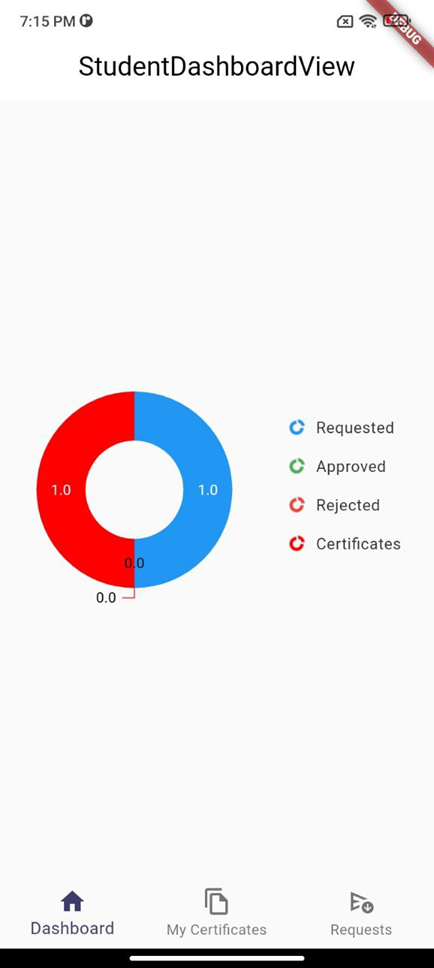 7:15 PM
DEBUG
StudentDashboardView
Requested
1.0
1.0
Approved
Rejected
0.0
Certificates
0.0
Dashboard
My Certificates
Requests